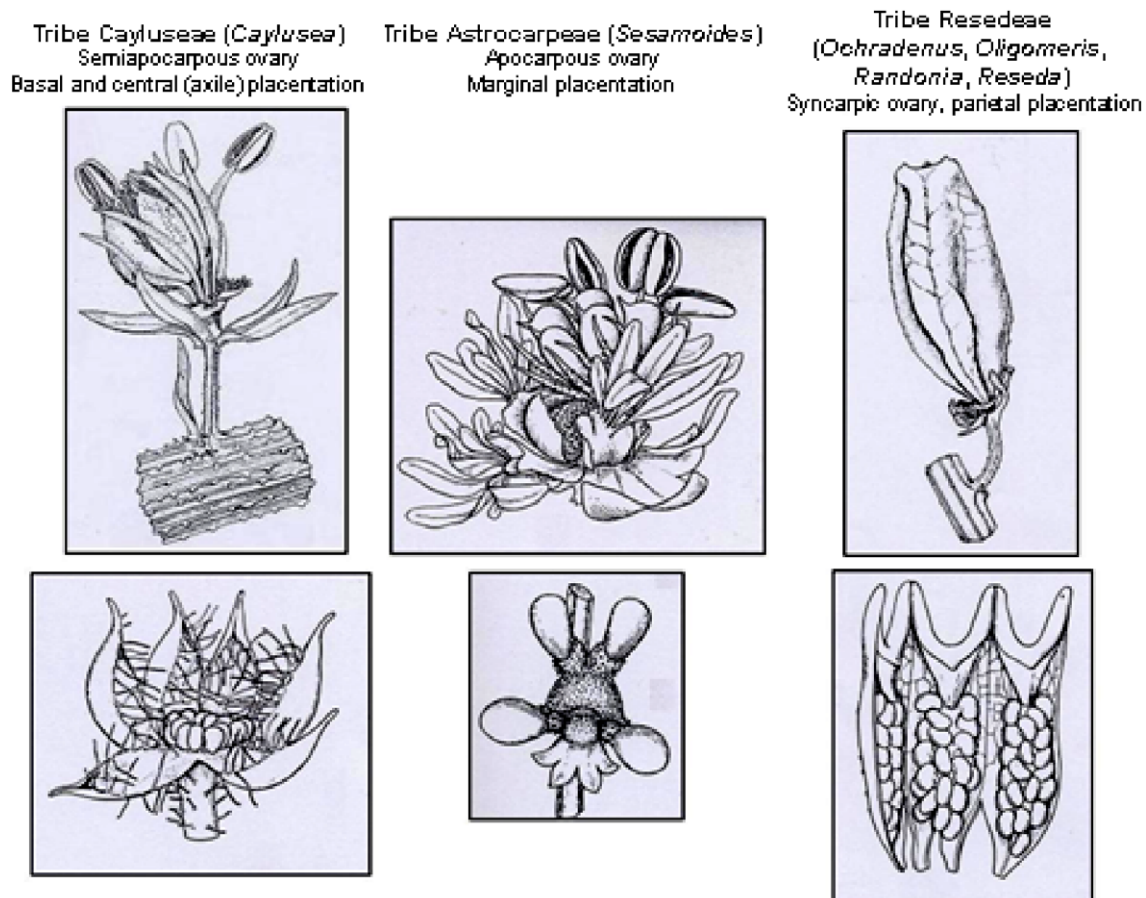 Tribe Cayluseae (Caylusea)
Semiapocarpous ovary
Basal and central (axile) placentation
Tribe Astrocarpeae (Sesamoides)
Apocarpous ovary
Marginal placentation
Tribe Resedeae
(Ochradenus, Oligomeris,
Randonia, Reseda)
Syncarpic ovary, parietal placentation